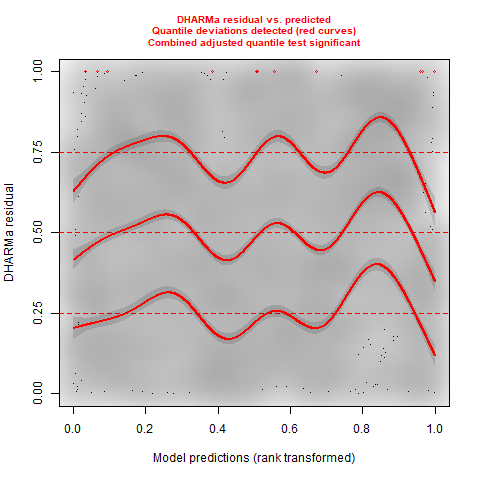 DHARMa residual vs. predicted
Quantile deviations detected (red curves)
Combined adjusted quantile test significant
DHARMa residual
1.00
0.75
0.50
0.25
0.00
0.0 0.2 0.4 0.6 0.8 1.0
Model predictions (rank transformed)